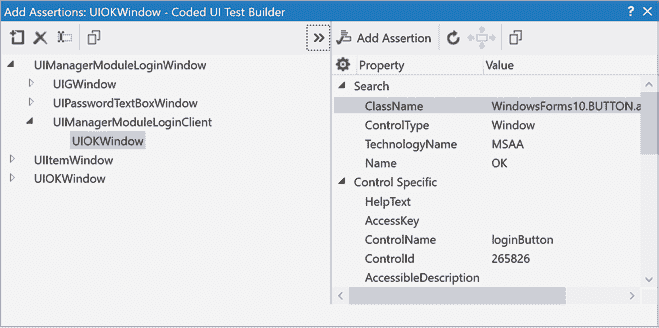 Add Assertions: UIOKWindow - Coded UI Test Builder
? X
Add Assertion
UIManagerModuleLoginWindow
UIGWindow
UIPasswordTextBoxWindow
UIManagerModuleLoginClient
UIOKWindow
UIItemWindow
UIOKWindow
Property Value
Search
ClassName WindowsForms10.BUTTON.a
ControlType Window
TechnologyName MSAA
Name OK
Control Specific
HelpText
AccessKey
ControlName loginButton
ControlId 265826
AccessibleDescription